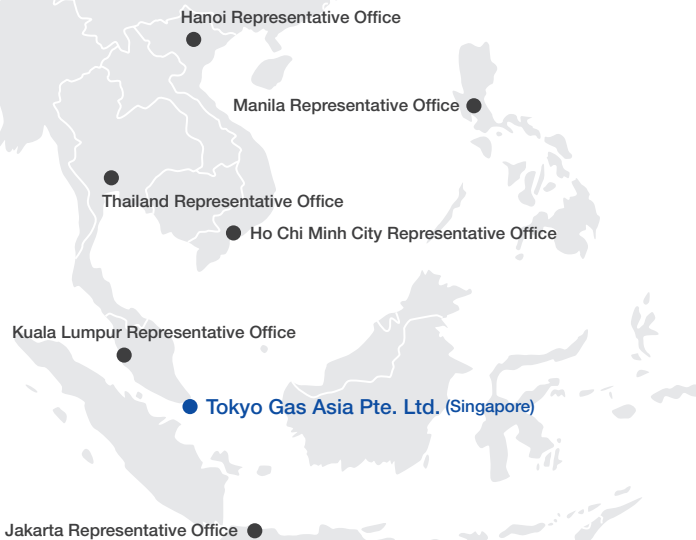 Hanoi Representative Office
Manila Representative Office
Thailand Representative Office
Ho Chi Minh City Representative Office
Kuala Lumpur Representative Office
Tokyo Gas Asia Pte. Ltd. (Singapore)
Jakarta Representative Office